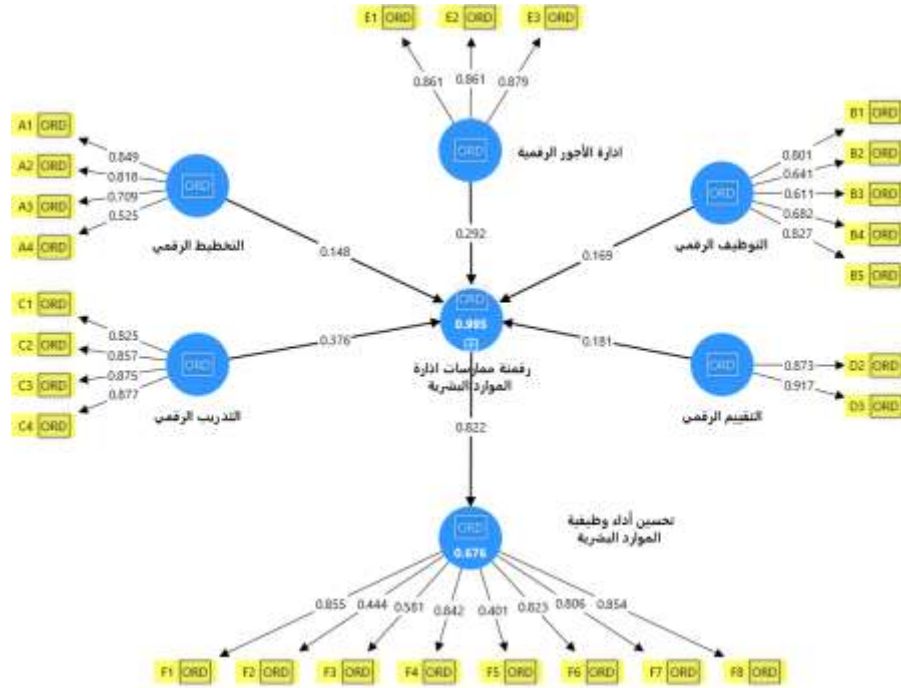 E1 ORD
E2 ORD
E3 ORD
0.861
0.861
0.879
ORD
ادارة الأجور الرقمية
A1 ORD
A2 ORD
A3 ORD
A4 ORD
0.849
0.818
0.709
0.525
ORD
التخطيط الرقمي
B1 ORD
B2 ORD
B3 ORD
B4 ORD
B5 ORD
0.801
0.641
0.611
0.682
0.827
ORD
التوظيف الرقمي
0.148
0.292
0.169
C1 ORD
C2 ORD
C3 ORD
C4 ORD
0.825
0.857
0.875
0.877
ORD
التدريب الرقمي
0.376
ORD
0.995
رقمنة ممارسات ادارة
الموارد البشرية
0.181
ORD
التقييم الرقمي
0.873
0.917
D2 ORD
D3 ORD
0.822
ORD
0.676
تحسين أداء وظيفية
الموارد البشرية
0.855
0.444
0.581
0.842
0.401
0.823
0.806
0.854
F1 ORD
F2 ORD
F3 ORD
F4 ORD
F5 ORD
F6 ORD
F7 ORD
F8 ORD